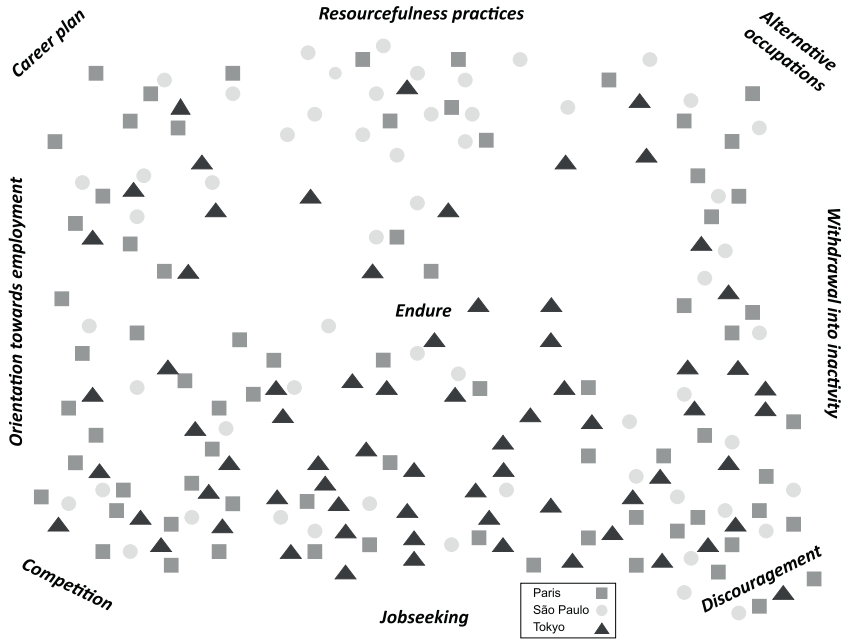 Resourcefulness practices
Career plan
Alternative
occupations
Orientation towards employment
Withdrawal into inactivity
Endure
Competition
Jobseeking
Discouragement
Paris
São Paulo
Tokyo